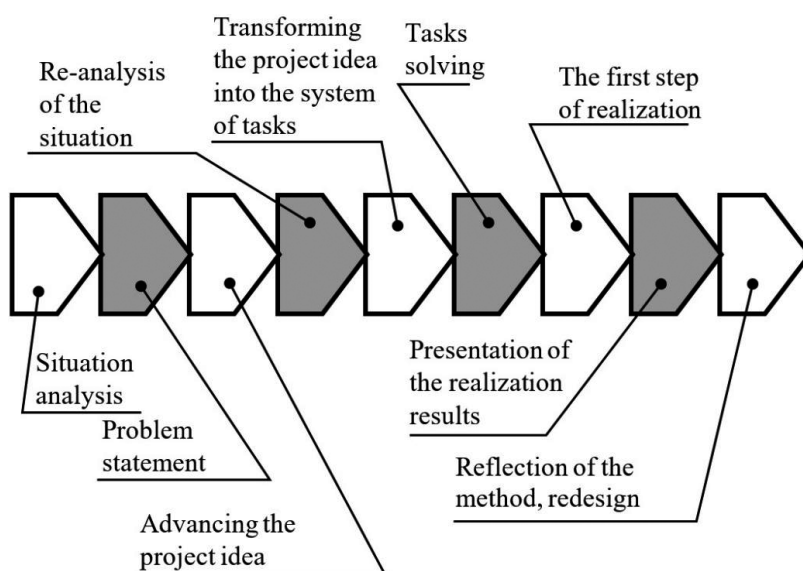 Re-analysis
of the
situation
Transforming
the project idea
into the system
of tasks
Tasks
solving
The first step
of realization
Situation
analysis
Problem
statement
Advancing the
project idea
Presentation of
the realization
results
Reflection of the
method, redesign